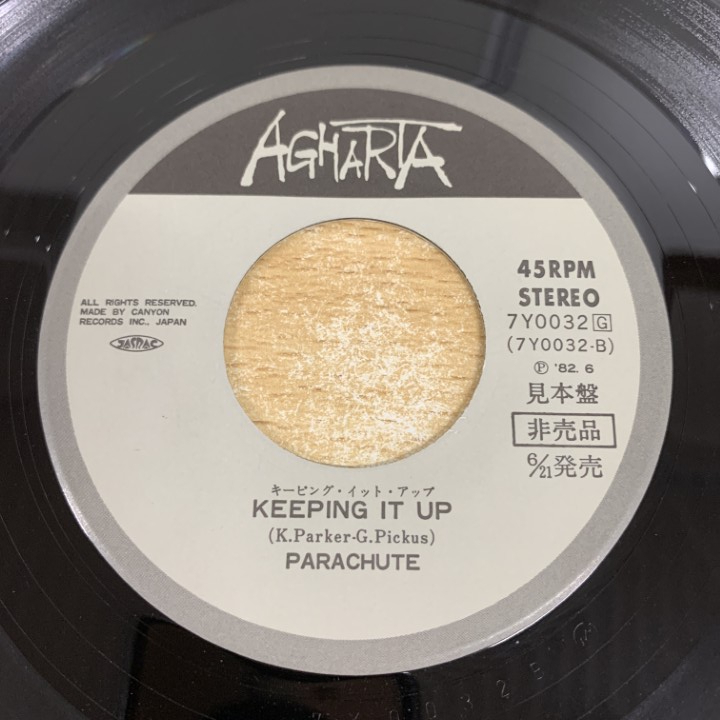 AGHARTA
ALL RIGHTS RESERVED.
MADE BY CANYON
RECORDS INC., JAPAN
JASRAC
45RPM
STEREO
7Y0032 G
(7Y0032-B)
Ⓟ '82. 6
見本盤
非売品
6/21発売
キーピング・イット・アップ
KEEPING IT UP
(K.Parker-G.Pickus)
PARACHUTE